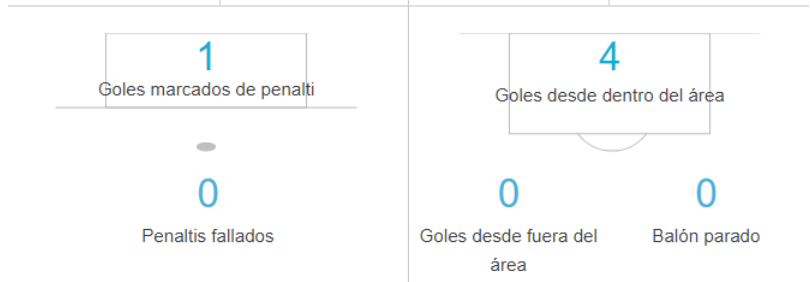 1
Goles marcados de penalti
0
Penaltis fallados
4
Goles desde dentro del área
0
Goles desde fuera del
área
0
Balón parado